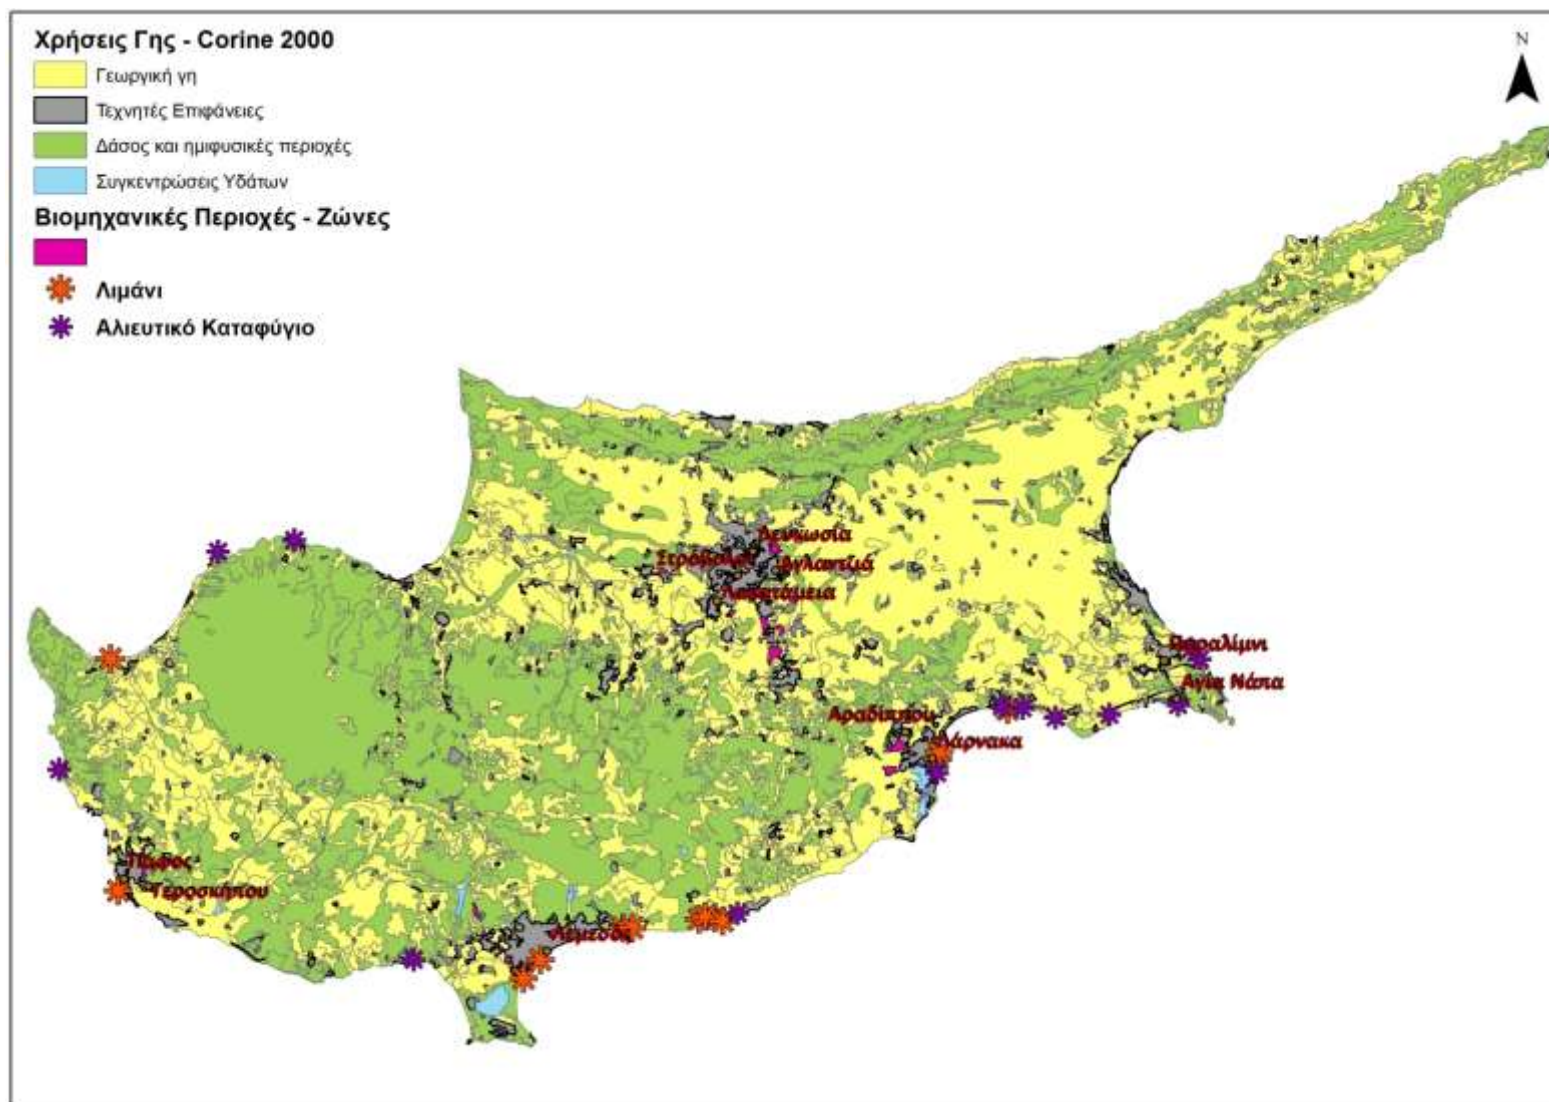 Χρήσεις Γης - Corine 2000
Γεωργική γη
Τεχνητές Επιφάνειες
Δάσος και ημιφυσικές περιοχές
Συγκεντρώσεις Υδάτων
Βιομηχανικές Περιοχές - Ζώνες
Λιμάνι
Αλιευτικό Καταφύγιο
N
Λευκωσία
Στρόβολος
Αγλαντζιά
Λακατάμεια
Παραλίμνι
Αγία Νάπα
Αραδίππου
Λάρνακα
Πάφος
Γεροσκήπου
Λεμεσός